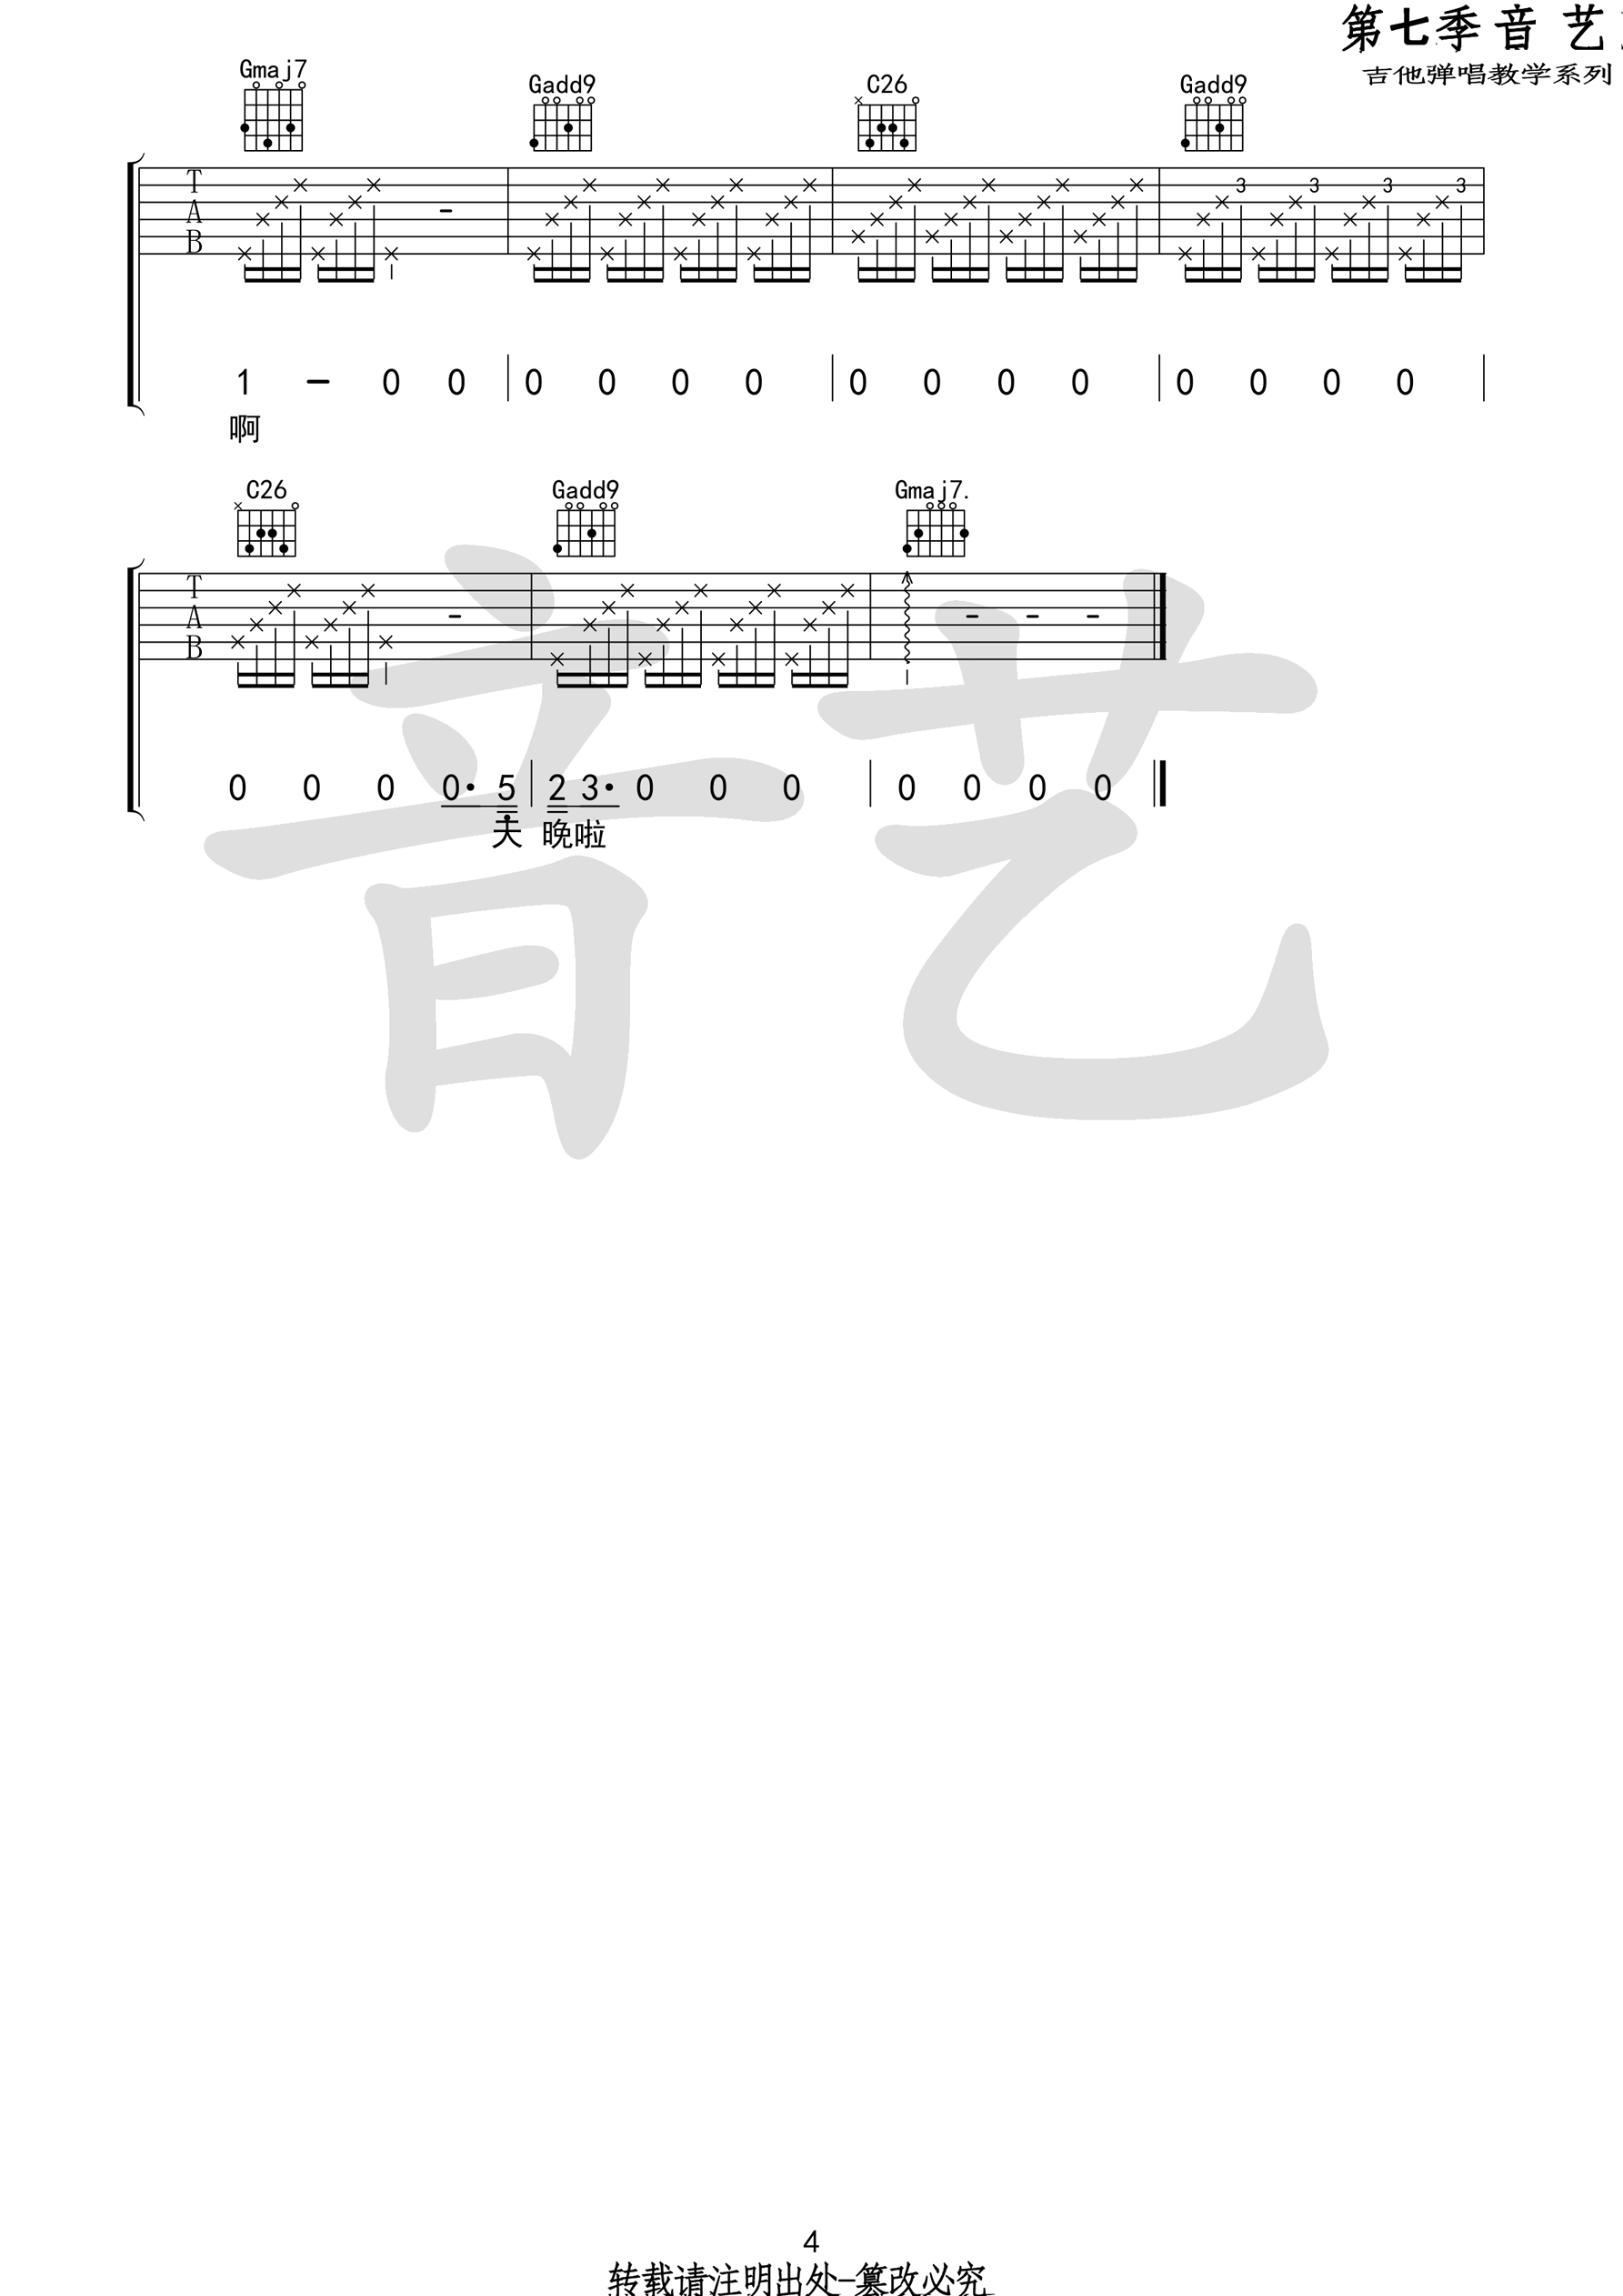 第七季音 艺
吉他弹唱教学系列
Gmaj7 Gadd9 C26 Gadd9
T
A
B
3 3 3 3
1 - 0 0 0 0 0 0 0 0 0 0 0 0 0 0
啊
C26 Gadd9 Gmaj7.
T
A
B
0 0 0 0· 5 2 3· 0 0 0 0 0 0 0
天 晚啦
音艺
4
转载请注明出处-篡改必究